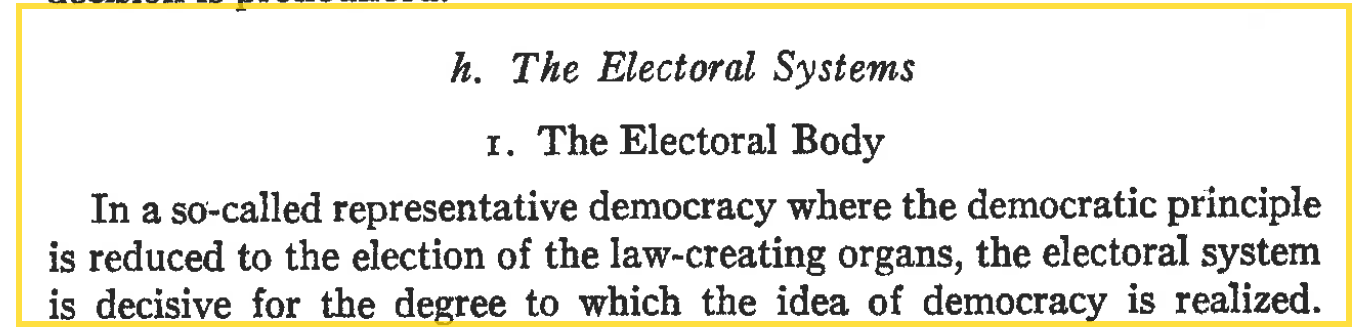 h. The Electoral Systems
1. The Electoral Body
In a so-called representative democracy where the democratic principle
is reduced to the election of the law-creating organs, the electoral system
is decisive for the degree to which the idea of democracy is realized.